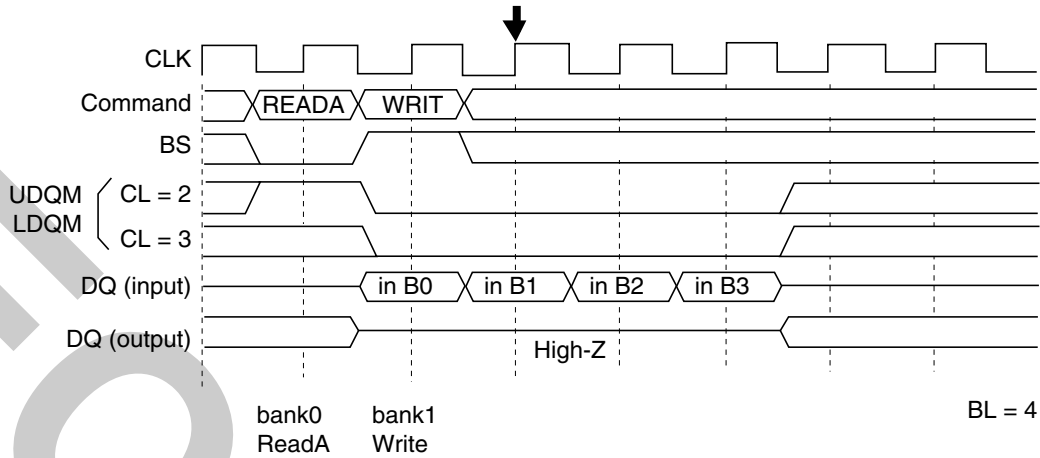 CLK
Command READA WRIT
BS
UDQM
LDQM
CL = 2
CL = 3
DQ (input) in B0 in B1 in B2 in B3
DQ (output)
High-Z
bank0 bank1 BL = 4
ReadA Write